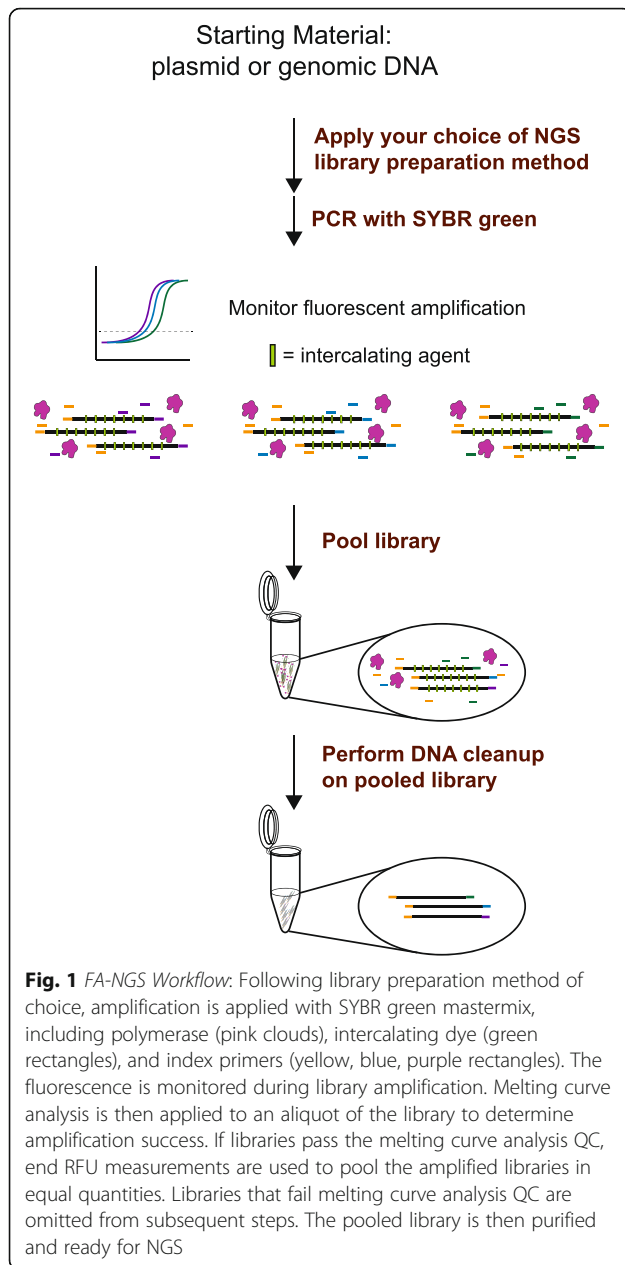 Starting Material:
plasmid or genomic DNA
Apply your choice of NGS
library preparation method
PCR with SYBR green
Monitor fluorescent amplification
= intercalating agent
Pool library
Perform DNA cleanup
on pooled library
Fig. 1 FA-NGS Workflow: Following library preparation method of
choice, amplification is applied with SYBR green mastermix,
including polymerase (pink clouds), intercalating dye (green
rectangles), and index primers (yellow, blue, purple rectangles). The
fluorescence is monitored during library amplification. Melting curve
analysis is then applied to an aliquot of the library to determine
amplification success. If libraries pass the melting curve analysis QC,
end RFU measurements are used to pool the amplified libraries in
equal quantities. Libraries that fail melting curve analysis QC are
omitted from subsequent steps. The pooled library is then purified
and ready for NGS